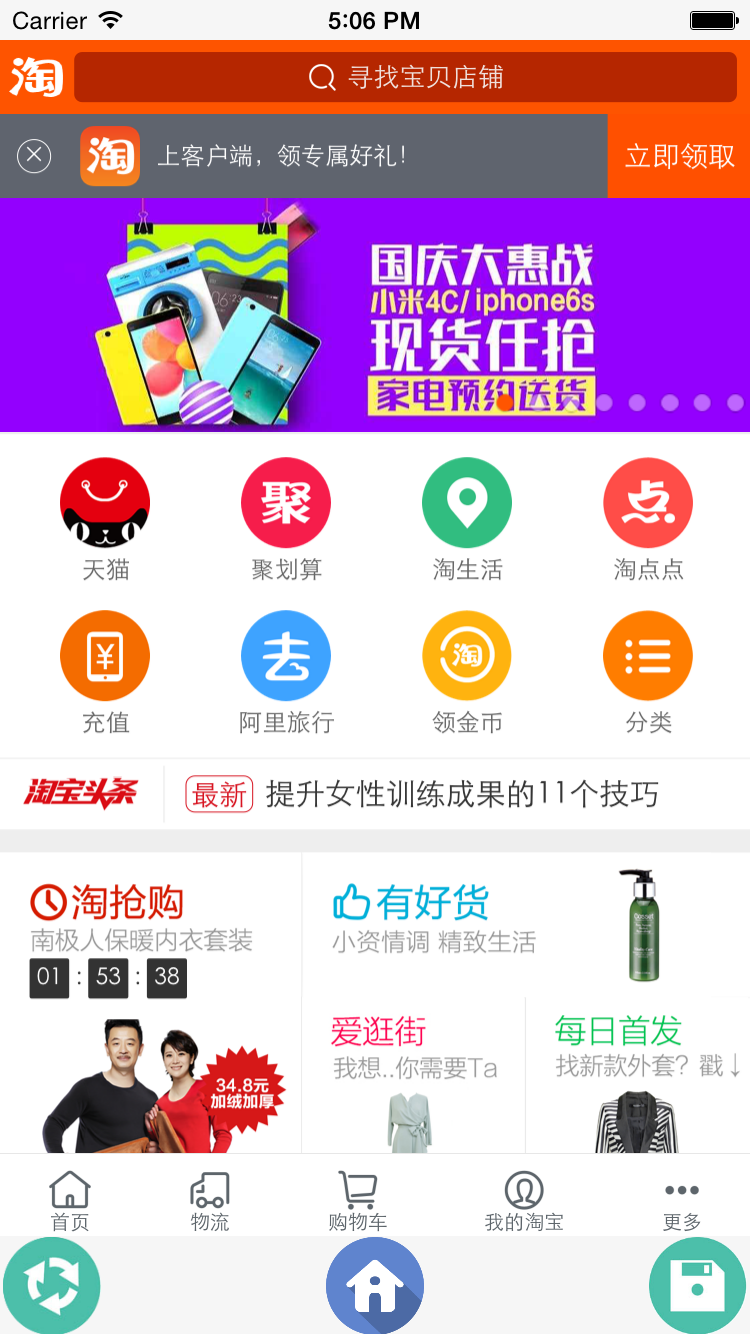 Carrier 5:06 PM
淘 寻找宝贝店铺
淘 上客户端，领专属好礼！ 立即领取
国庆大惠战
小米4C/iphone6s
现货任抢
家电预约送货
聚 点
天猫 聚划算 淘生活 淘点点
¥ 去 淘
充值 阿里旅行 领金币 分类
淘宝头条 最新 提升女性训练成果的11个技巧
淘抢购
南极人保暖内衣套装
01 : 53 : 38
34.8元
加绒加厚
有好货
小资情调 精致生活
爱逛街
我想..你需要Ta
每日首发
找新款外套？戳↓
首页 物流 购物车 我的淘宝 更多